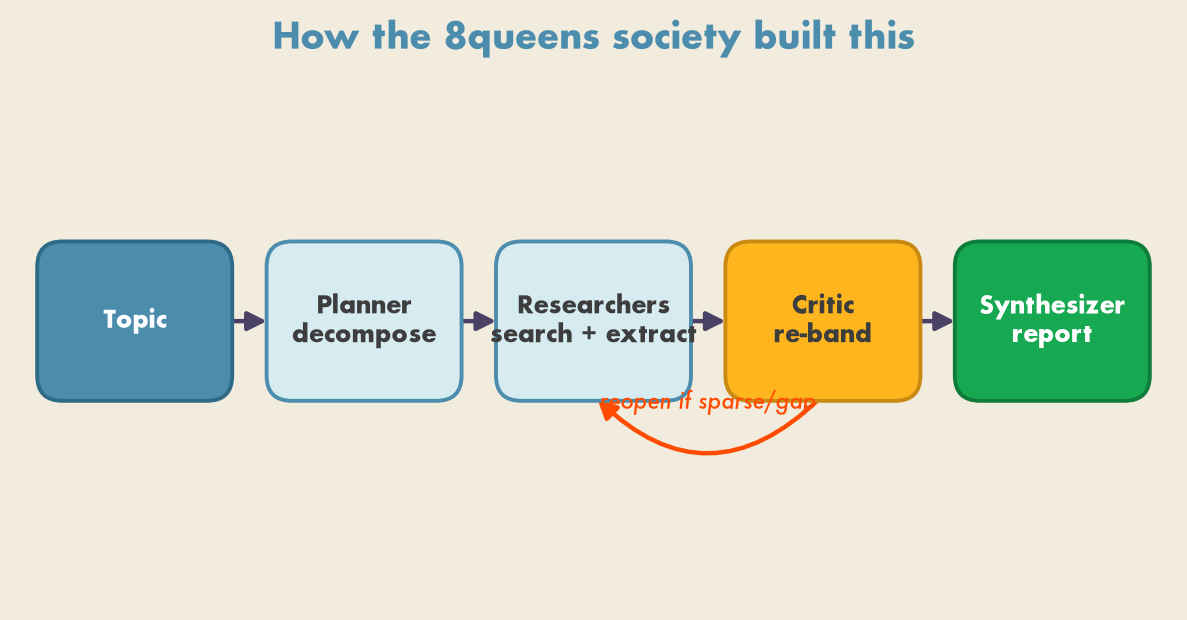 How the 8queens society built this
Topic
Planner
decompose
Researchers
search + extract
Critic
re-band
Synthesizer
report
reopen if sparse/gap